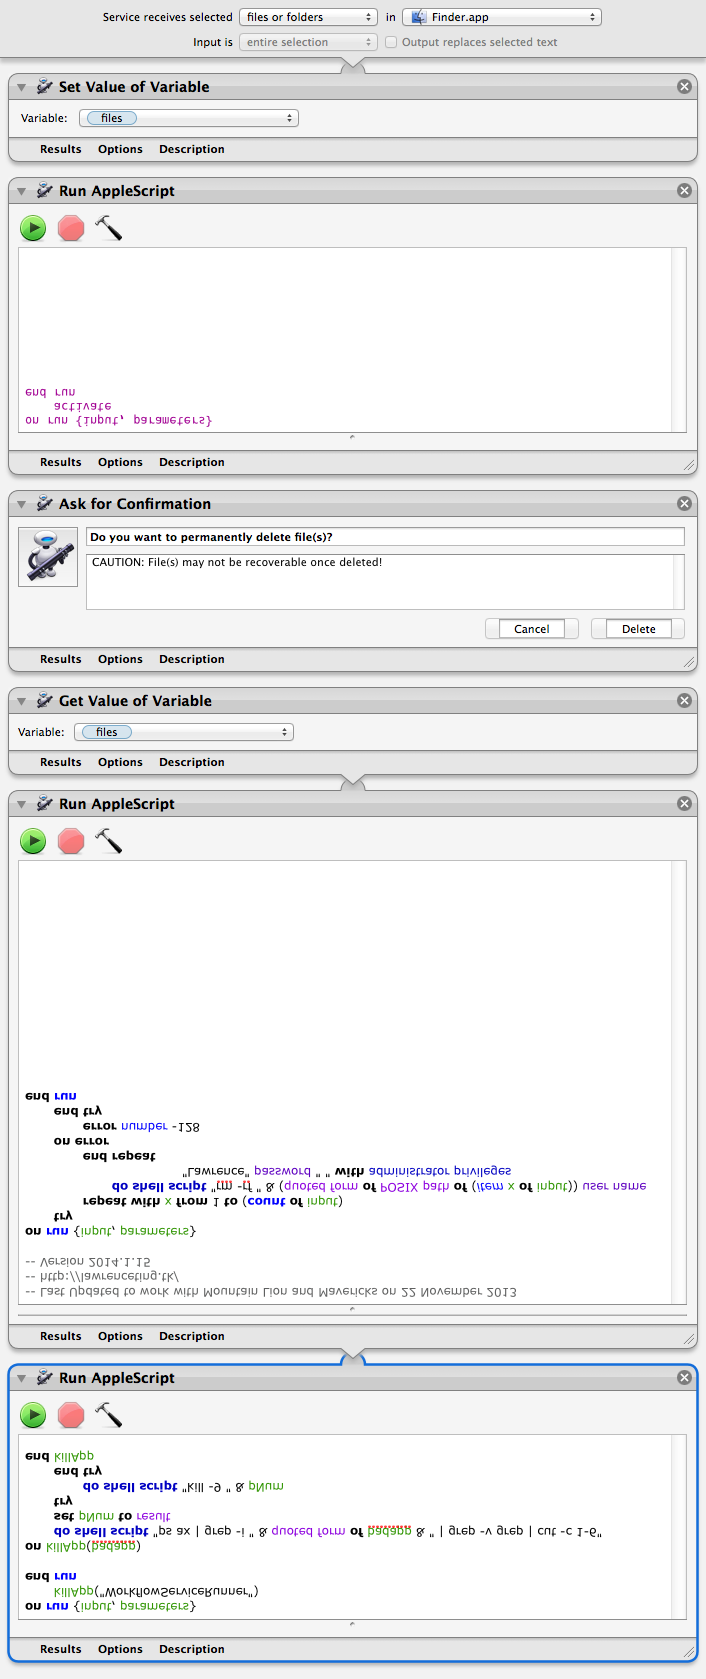 Service receives selected files or folders in Finder.app
Input is entire selection Output replaces selected text
Set Value of Variable
Variable: files
Results Options Description
Run AppleScript
on run {input, parameters}
activate
end run
Results Options Description
Ask for Confirmation
Do you want to permanently delete file(s)?
CAUTION: File(s) may not be recoverable once deleted!
Cancel Delete
Results Options Description
Get Value of Variable
Variable: files
Results Options Description
Run AppleScript
-- Last Updated to work with Mountain Lion and Mavericks on 22 November 2013
-- http://lawrenceting.tk/
-- Version 2014.1.15
on run {input, parameters}
try
repeat with x from 1 to (count of input)
do shell script "rm -rf " & (quoted form of POSIX path of (item x of input)) user name
"Lawrence" password " " with administrator privileges
end repeat
on error
error number -128
end try
end run
Results Options Description
Run AppleScript
on run {input, parameters}
killApp("WorkflowServiceRunner")
end run
on killApp(badapp)
do shell script "ps ax | grep -i " & quoted form of badapp & " | grep -v grep | cut -c 1-6"
set pNum to result
try
do shell script "kill -9 " & pNum
end try
end killApp
Results Options Description